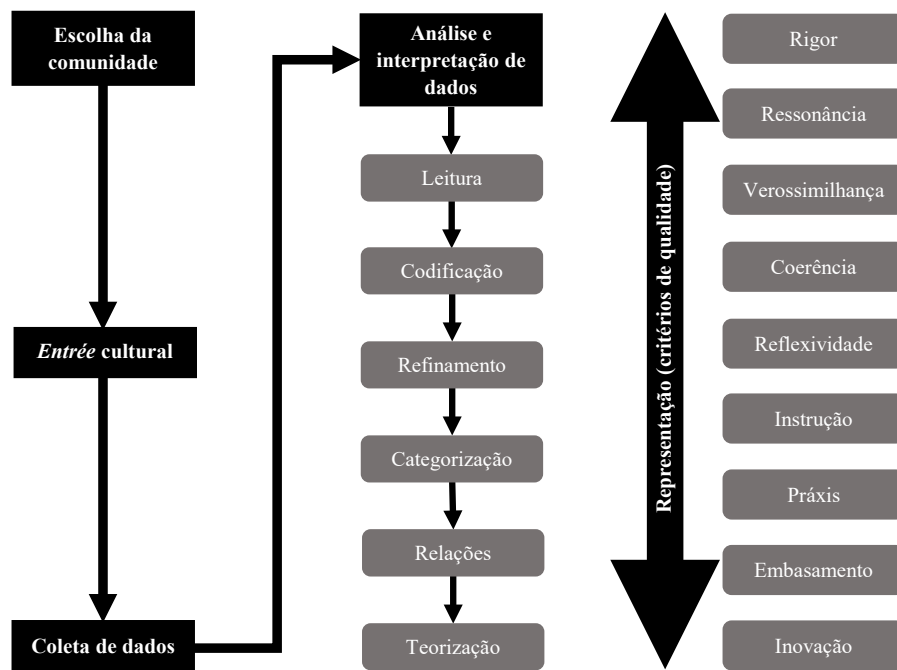 Escolha da
comunidade
Entrée cultural
Coleta de dados
Análise e
interpretação de
dados
Leitura
Codificação
Refinamento
Categorização
Relações
Teorização
Representação (critérios de qualidade)
Rigor
Ressonância
Verossimilhança
Coerência
Reflexividade
Instrução
Práxis
Embasamento
Inovação